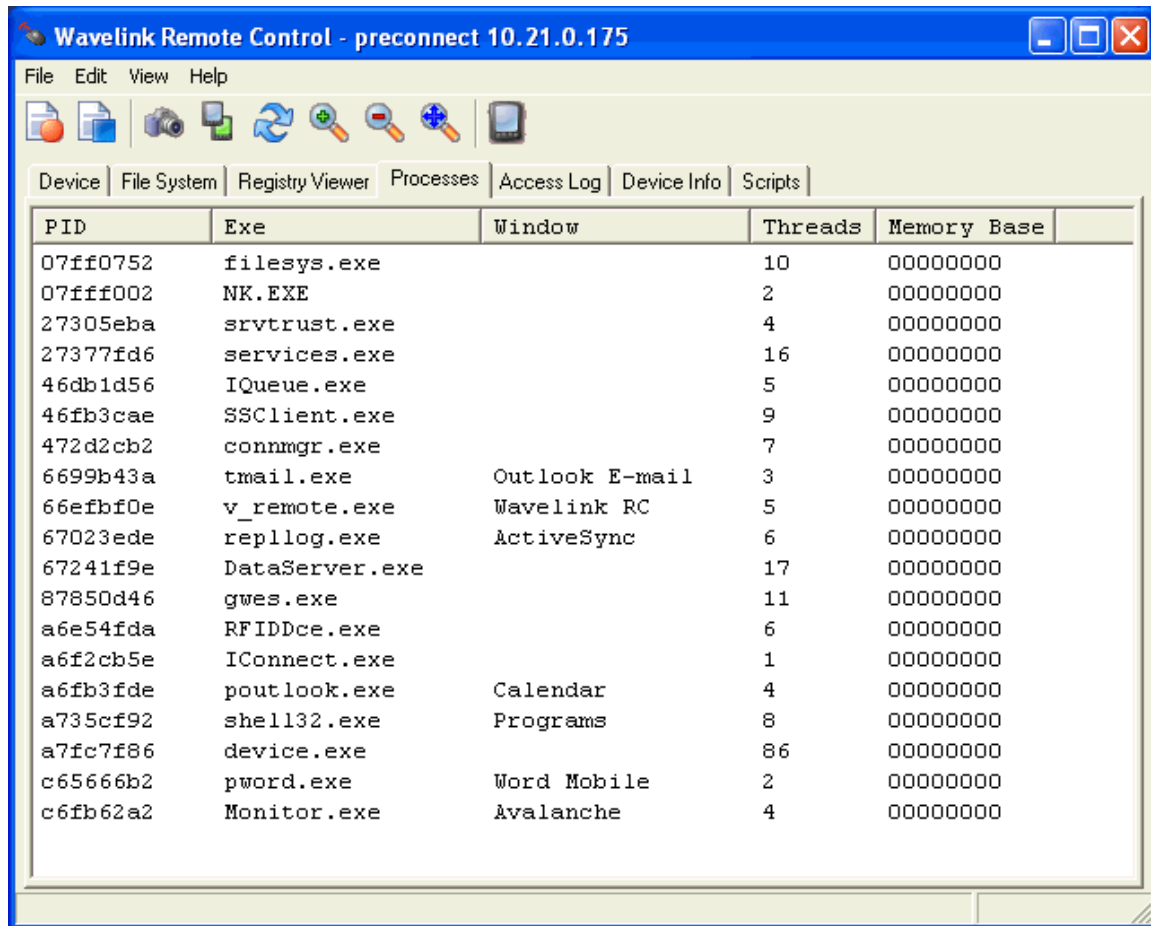 Wavelink Remote Control - preconnect 10.21.0.175
File Edit View Help
Device File System Registry Viewer Processes Access Log Device Info Scripts
PID Exe Window Threads Memory Base
07ff0752 filesys.exe 10 00000000
07fff002 NK.EXE 2 00000000
27305eba srvtrust.exe 4 00000000
27377fd6 services.exe 16 00000000
46db1d56 IQueue.exe 5 00000000
46fb3cae SSClient.exe 9 00000000
472d2cb2 connmgr.exe 7 00000000
6699b43a tmail.exe Outlook E-mail 3 00000000
66efbf0e v_remote.exe Wavelink RC 5 00000000
67023ede repllog.exe ActiveSync 6 00000000
67241f9e DataServer.exe 17 00000000
87850d46 gwes.exe 11 00000000
a6e54fda RFIDDce.exe 6 00000000
a6f2cb5e IConnect.exe 1 00000000
a6fb3fde poutlook.exe Calendar 4 00000000
a735cf92 shell32.exe Programs 8 00000000
a7fc7f86 device.exe 86 00000000
c65666b2 pword.exe Word Mobile 2 00000000
c6fb62a2 Monitor.exe Avalanche 4 00000000